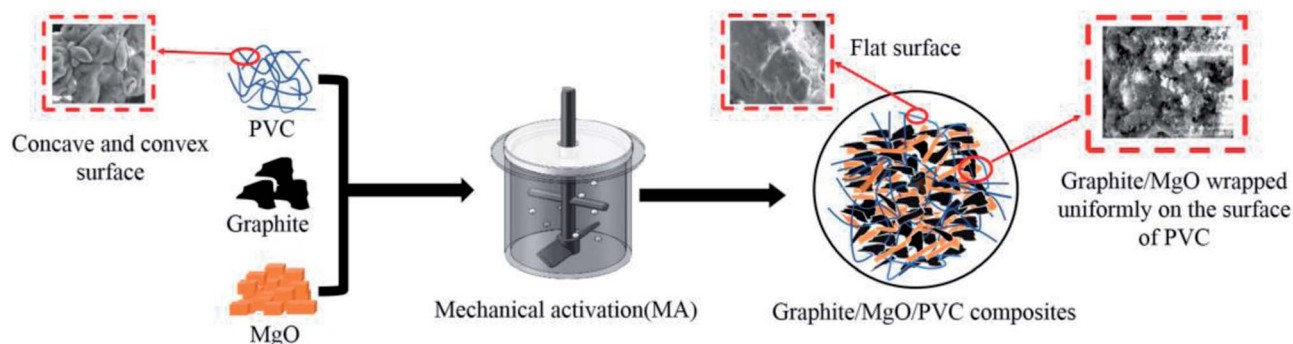 Concave and convex
surface
PVC
Graphite
MgO
Mechanical activation(MA)
Flat surface
Graphite/MgO/PVC composites
Graphite/MgO wrapped
uniformly on the surface
of PVC